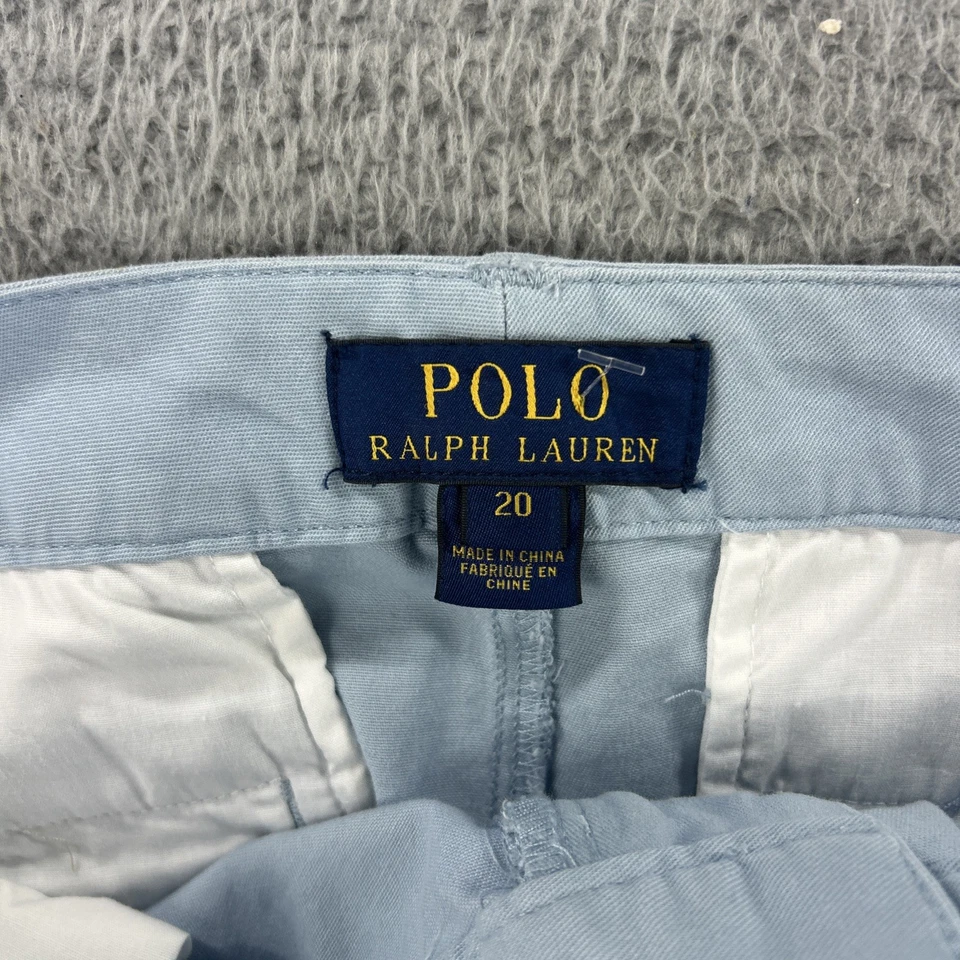 POLO
RALPH LAUREN
20
MADE IN CHINA
FABRIQUÉ EN
CHINE